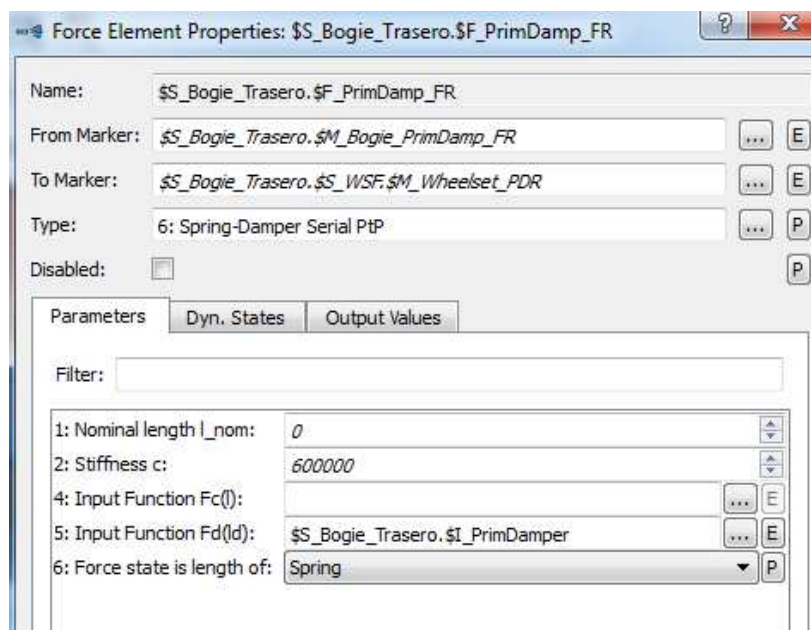 Force Element Properties: $S_Bogie_Trasero.$F_PrimDamp_FR ? X
Name: $S_Bogie_Trasero.$F_PrimDamp_FR
From Marker: $S_Bogie_Trasero.$M_Bogie_PrimDamp_FR ... E
To Marker: $S_Bogie_Trasero.$S_WSF.$M_Wheelset_PDR ... E
Type: 6: Spring-Damper Serial PtP ... P
Disabled: P
Parameters Dyn. States Output Values
Filter:
1: Nominal length l_nom: 0
2: Stiffness c: 600000
4: Input Function Fc(l): ... E
5: Input Function Fd(ld): $S_Bogie_Trasero.$I_PrimDamper ... E
6: Force state is length of: Spring P